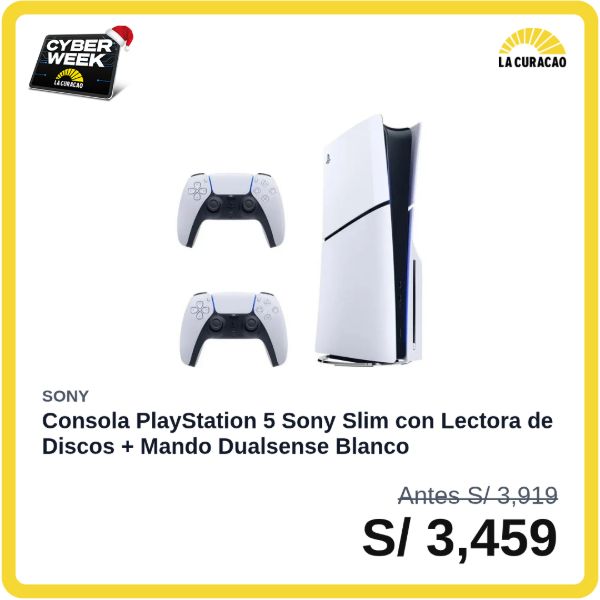 CYBER
WEEK
LA CURACAO
LA CURACAO
SONY
Consola PlayStation 5 Sony Slim con Lectora de
Discos + Mando Dualsense Blanco
Antes S/ 3,919
S/ 3,459